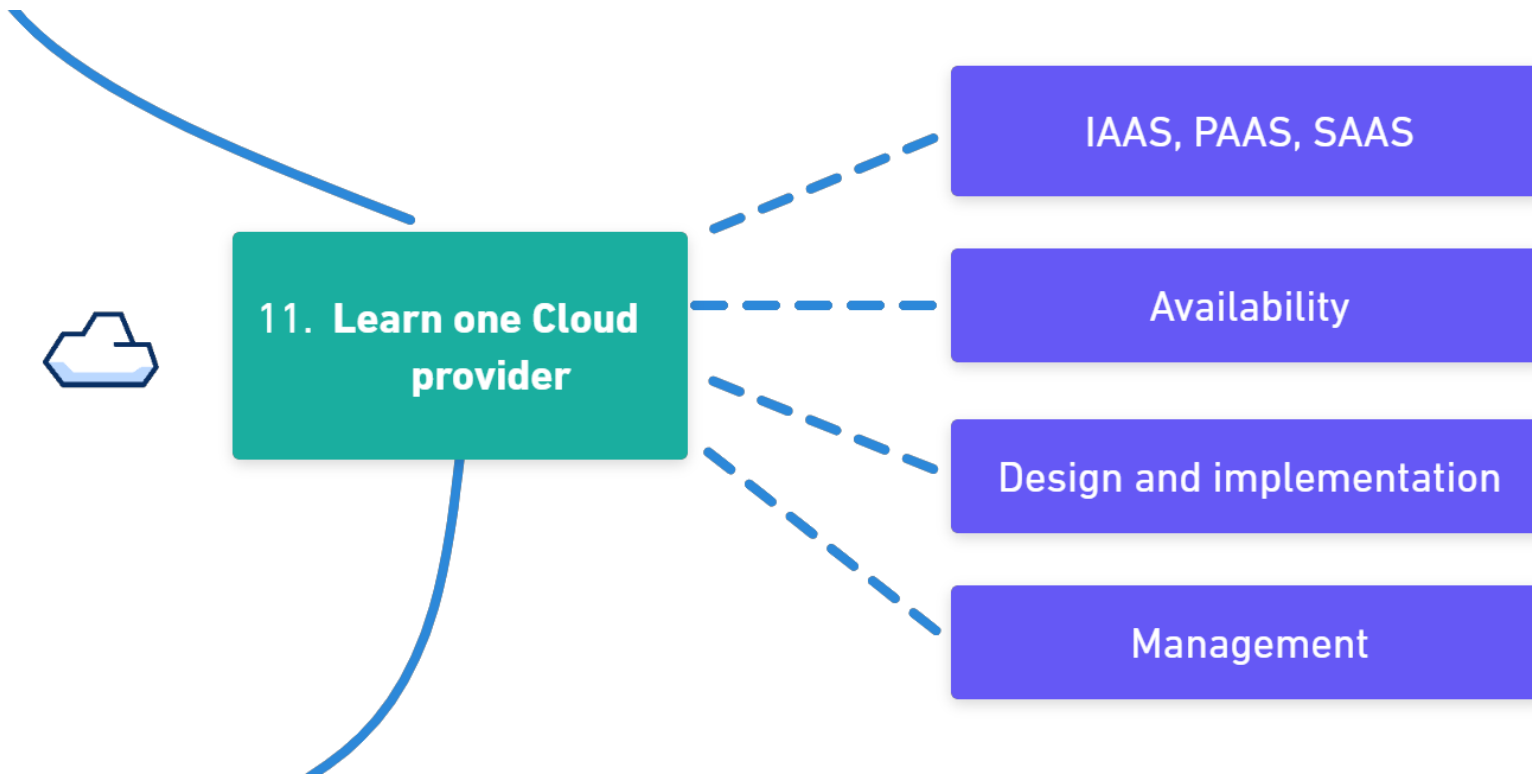 IAAS, PAAS, SAAS
11. Learn one Cloud
provider
Availability
Design and implementation
Management